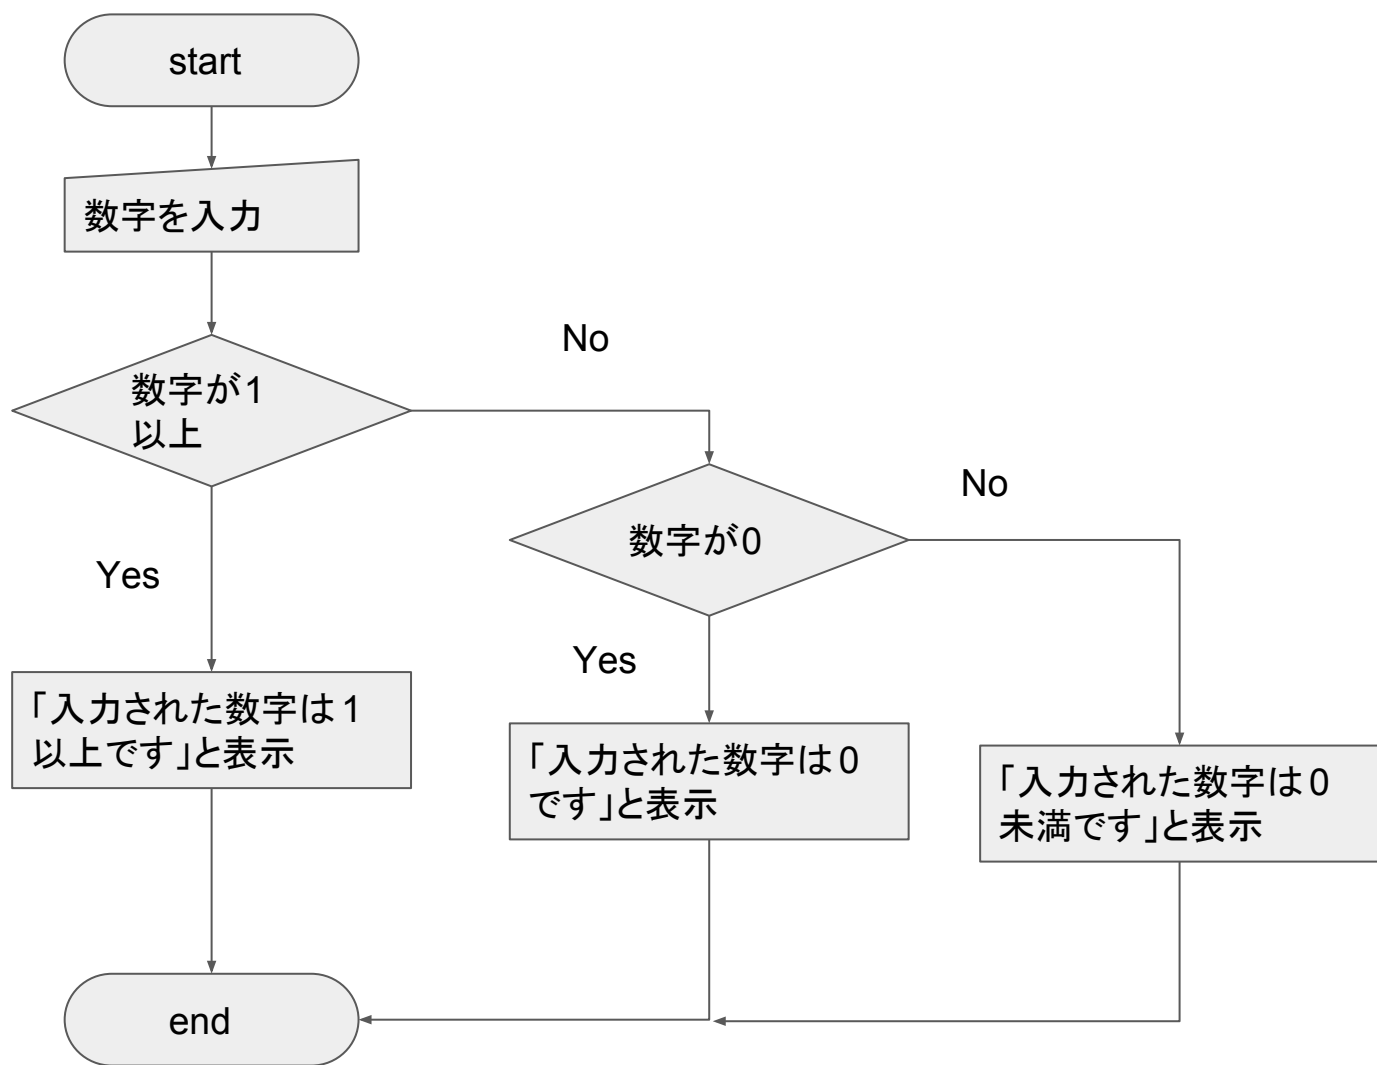 start
数字を入力
No
数字が1
以上
No
数字が0
Yes
Yes
「入力された数字は1
以上です」と表示
「入力された数字は0
です」と表示
「入力された数字は0
未満です」と表示
end